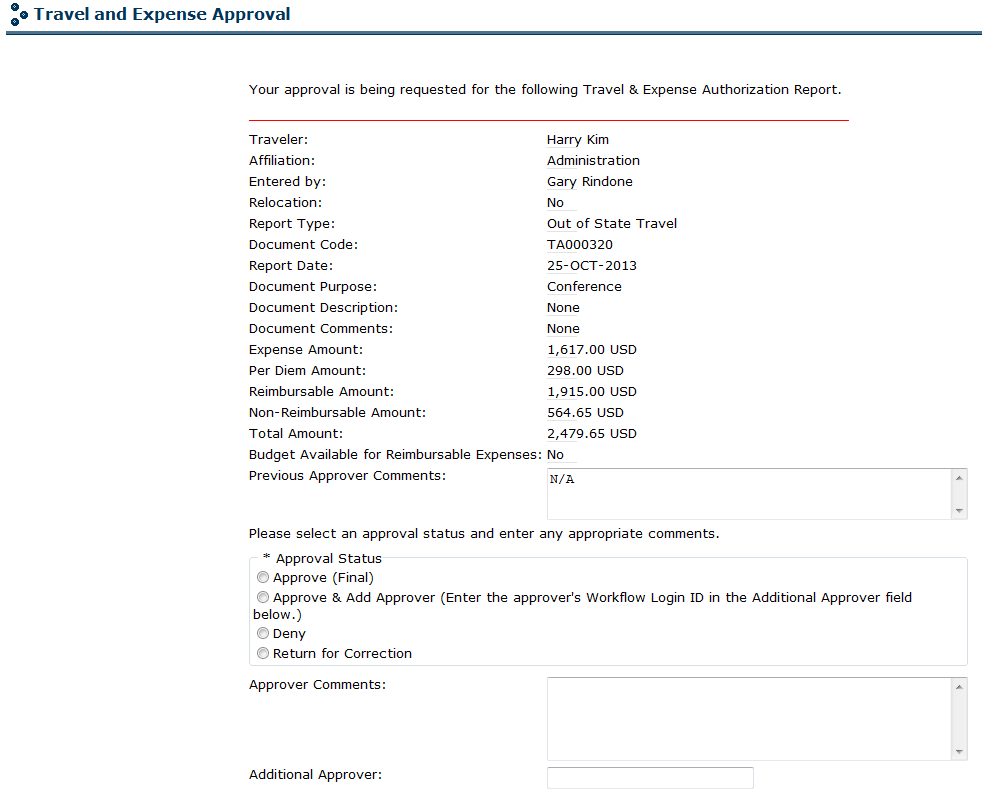 Travel and Expense Approval
Your approval is being requested for the following Travel & Expense Authorization Report.
Traveler: Harry Kim
Affiliation: Administration
Entered by: Gary Rindone
Relocation: No
Report Type: Out of State Travel
Document Code: TA000320
Report Date: 25-OCT-2013
Document Purpose: Conference
Document Description: None
Document Comments: None
Expense Amount: 1,617.00 USD
Per Diem Amount: 298.00 USD
Reimbursable Amount: 1,915.00 USD
Non-Reimbursable Amount: 564.65 USD
Total Amount: 2,479.65 USD
Budget Available for Reimbursable Expenses: No
Previous Approver Comments: N/A
Please select an approval status and enter any appropriate comments.
* Approval Status
Approve (Final)
Approve & Add Approver (Enter the approver's Workflow Login ID in the Additional Approver field
below.)
Deny
Return for Correction
Approver Comments:
Additional Approver: